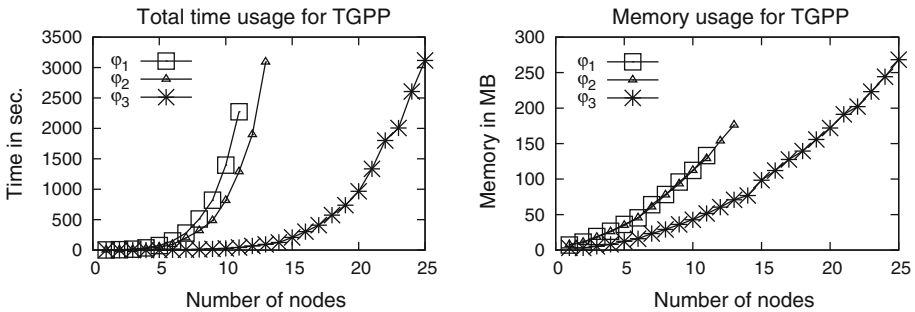 Total time usage for TGPP
Time in sec.
3500
3000
2500
2000
1500
1000
500
0
φ1
φ2
φ3
0 5 10 15 20 25
Number of nodes
Memory usage for TGPP
Memory in MB
300
250
200
150
100
50
0
φ1
φ2
φ3
0 5 10 15 20 25
Number of nodes